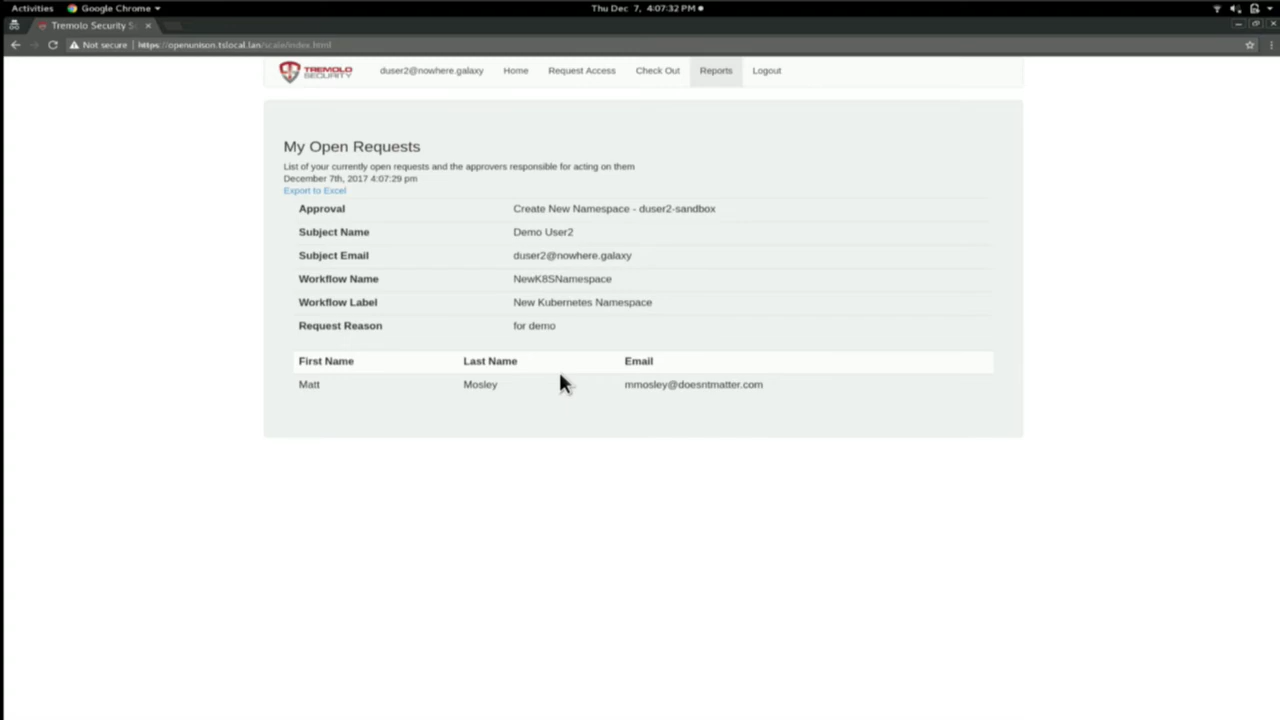 Activities Google Chrome Thu Dec 7, 4:07:32 PM
Tremolo Security S
Not secure https://openunison.tslocal.lan/scale/index.html
TREMOLO SECURITY duser2@nowhere.galaxy Home Request Access Check Out Reports Logout
My Open Requests
List of your currently open requests and the approvers responsible for acting on them
December 7th, 2017 4:07:29 pm
Export to Excel
Approval Create New Namespace - duser2-sandbox
Subject Name Demo User2
Subject Email duser2@nowhere.galaxy
Workflow Name NewK8SNamespace
Workflow Label New Kubernetes Namespace
Request Reason for demo
First Name Last Name Email
Matt Mosley mmosley@doesntmatter.com